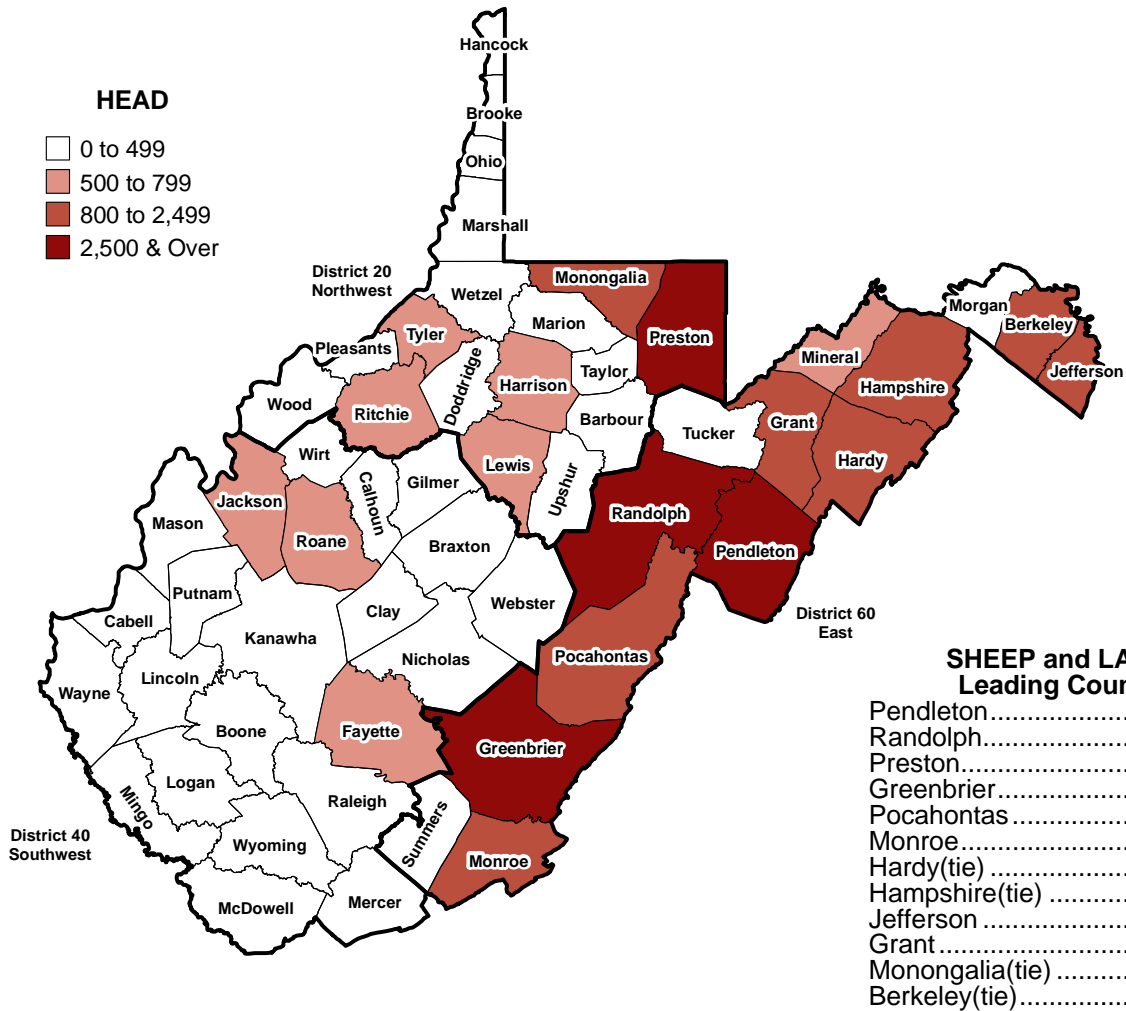 Hancock
HEAD
0 to 499
500 to 799
800 to 2,499
2,500 & Over
Brooke
Ohio
Marshall
District 20
Northwest
Wetzel
Monongalia
Marion
Preston
Tyler
Pleasants
Doddridge
Harrison
Taylor
Ritchie
Wood
Barbour
Tucker
Mineral
Morgan
Berkeley
Jefferson
Hampshire
Grant
Hardy
Wirt
Calhoun
Gilmer
Lewis
Upshur
Randolph
Pendleton
Jackson
Roane
Mason
Braxton
Putnam
Cabell
Clay
Webster
Kanawha
Nicholas
Pocahontas
District 60
East
Wayne
Lincoln
Boone
Fayette
Greenbrier
Logan
Mingo
Raleigh
Summers
Monroe
Wyoming
District 40
Southwest
McDowell
Mercer
SHEEP and LA
Leading Coun
Pendleton......................
Randolph.......................
Preston..........................
Greenbrier.....................
Pocahontas...................
Monroe..........................
Hardy(tie) ......................
Hampshire(tie) ..............
Jefferson .......................
Grant..............................
Monongalia(tie) .............
Berkeley(tie)..................